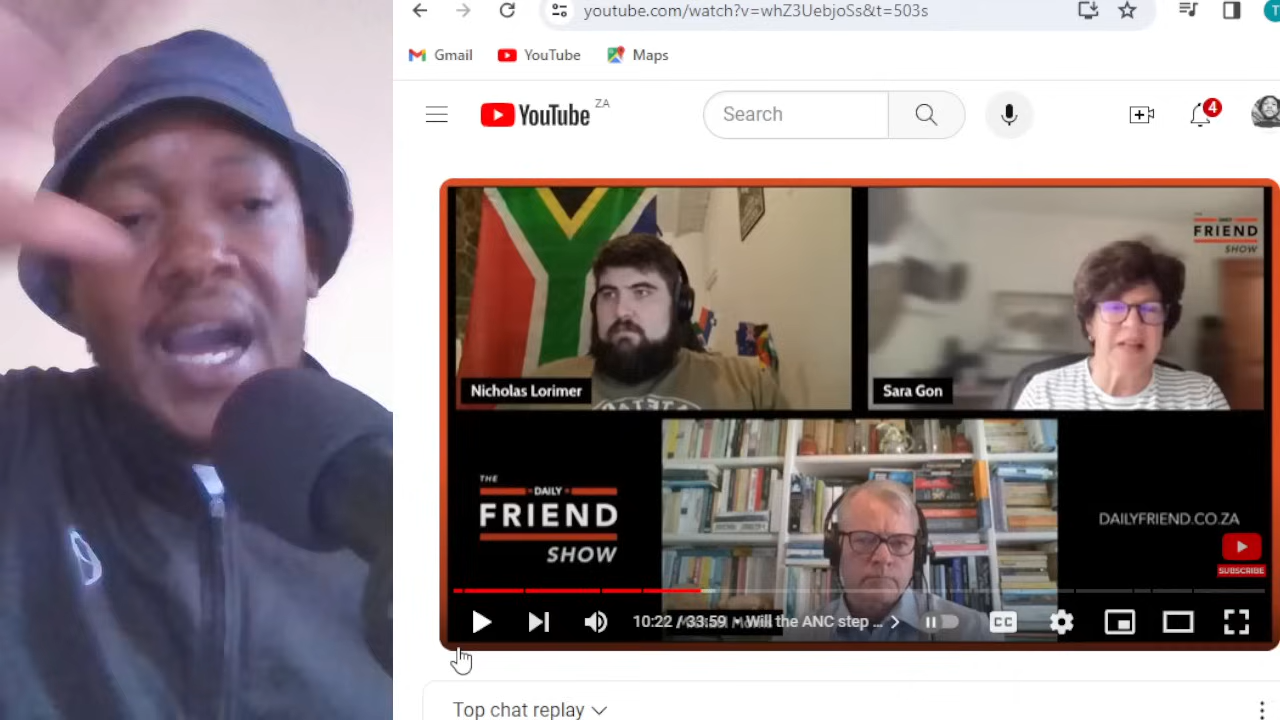 youtube.com/watch?v=whZ3UebjoSs&t=503s
Gmail YouTube Maps
YouTube ZA
Search
4
THE
DAILY
FRIEND
SHOW
Nicholas Lorimer
Sara Gon
THE
DAILY
FRIEND
SHOW
DAILYFRIEND.CO.ZA
SUBSCRIBE
10:22 / 33:59 • Will the ANC step ...
CC
Top chat replay